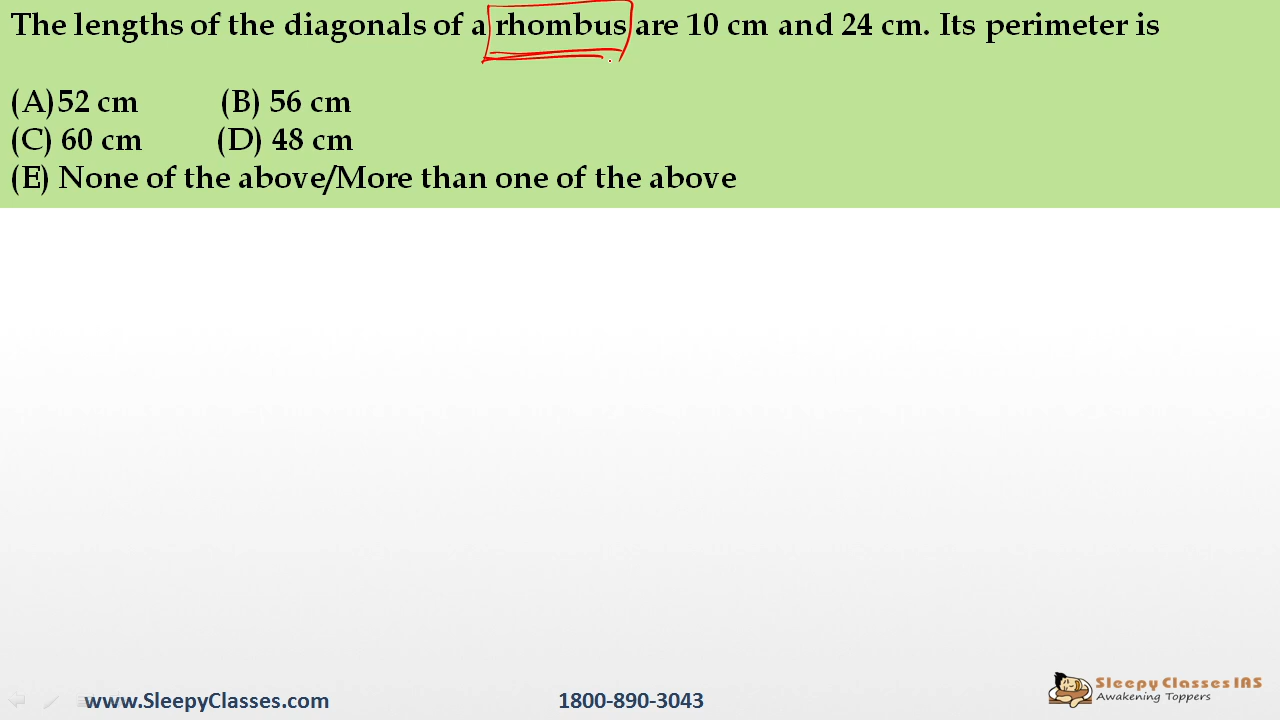 The lengths of the diagonals of a rhombus are 10 cm and 24 cm. Its perimeter is
(A) 52 cm (B) 56 cm
(C) 60 cm (D) 48 cm
(E) None of the above/More than one of the above
www.SleepyClasses.com 1800-890-3043
Sleepy Classes IAS
Awakening Toppers